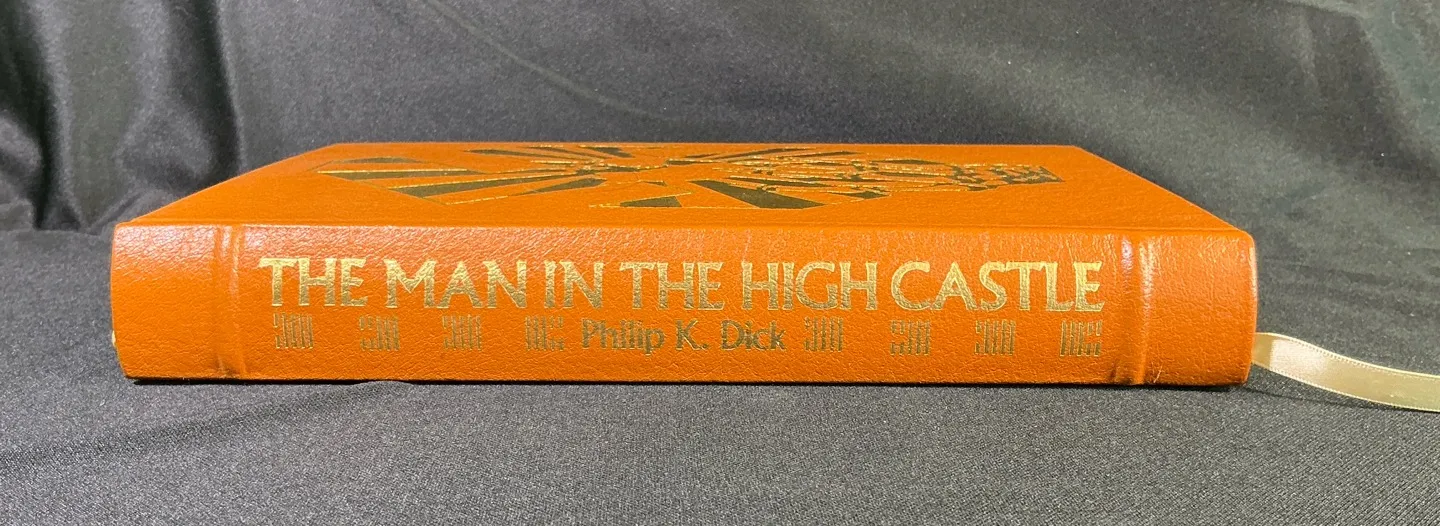 THE MAN IN THE HIGH CASTLE
Philip K. Dick